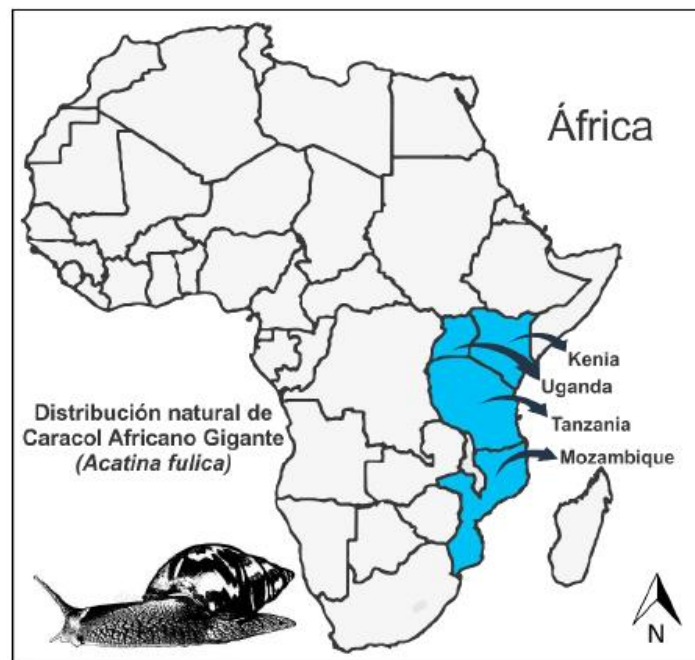 África
Kenia
Uganda
Tanzania
Mozambique
Distribución natural de
Caracol Africano Gigante
(Acatina fulica)
N